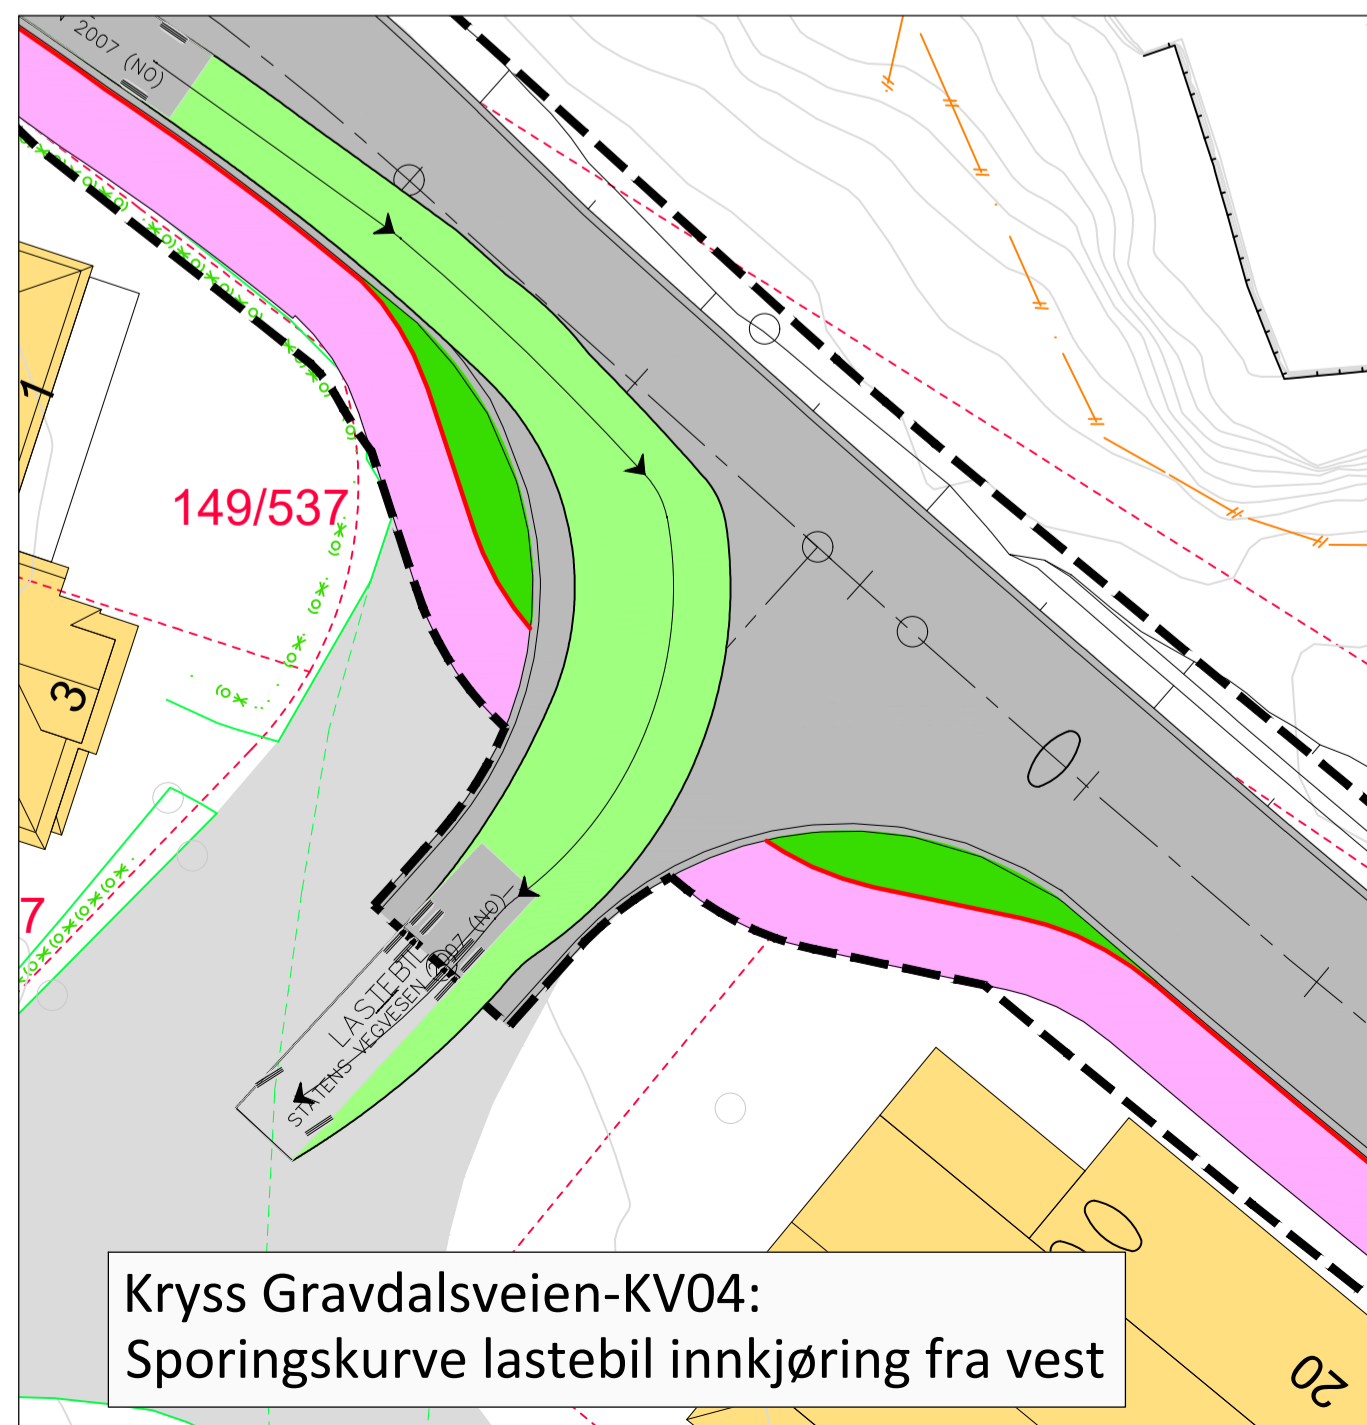 2007 (NO)
1
149/537
3
7
LASTEBIL
STATENS VEGVESEN 2007 (NO)
Kryss Gravdalsveien-KV04:
Sporingskurve lastebil innkjøring fra vest
20